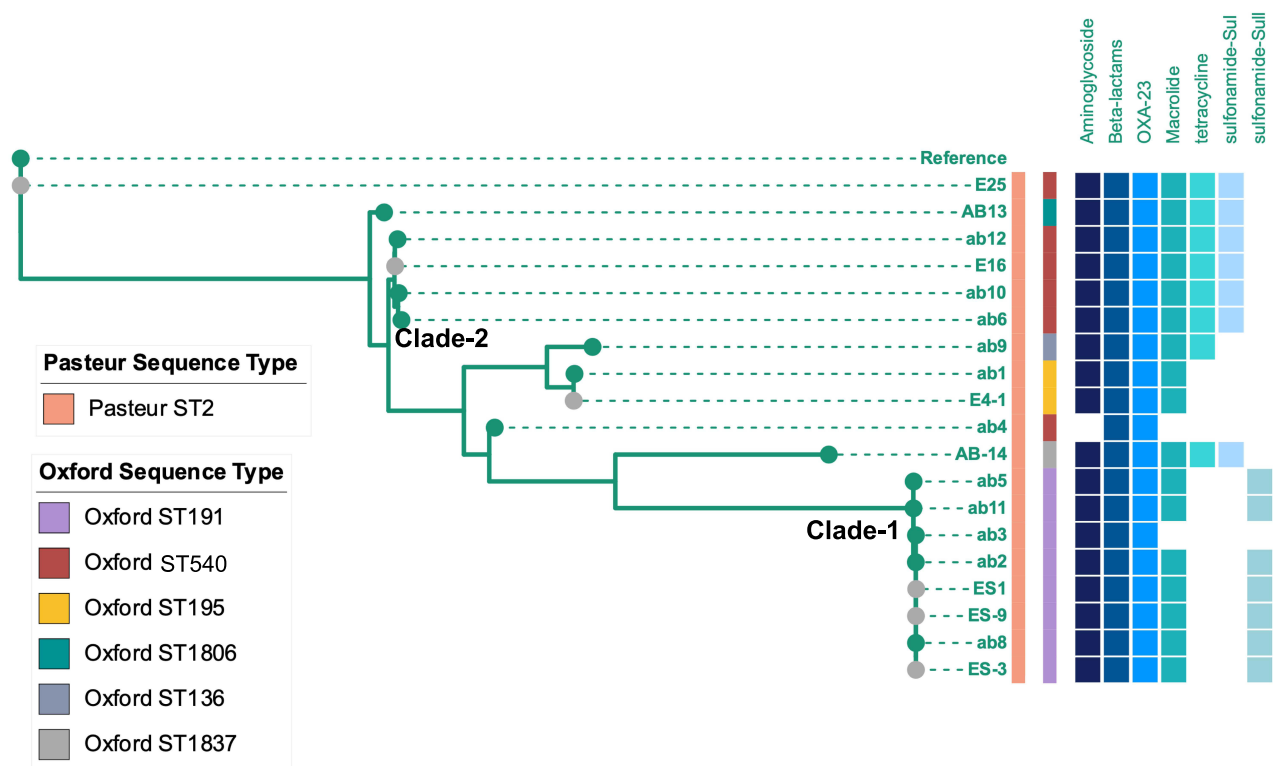 Aminoglycoside
Beta-lactams
OXA-23
Macrolide
tetracycline
sulfonamide-Sul
sulfonamide-Sull
Reference
E25
AB13
ab12
E16
ab10
ab6
Clade-2
ab9
ab1
E4-1
ab4
AB-14
ab5
ab11
Clade-1
ab3
ab2
ES1
ES-9
ab8
ES-3
Pasteur Sequence Type
Pasteur ST2
Oxford Sequence Type
Oxford ST191
Oxford ST540
Oxford ST195
Oxford ST1806
Oxford ST136
Oxford ST1837